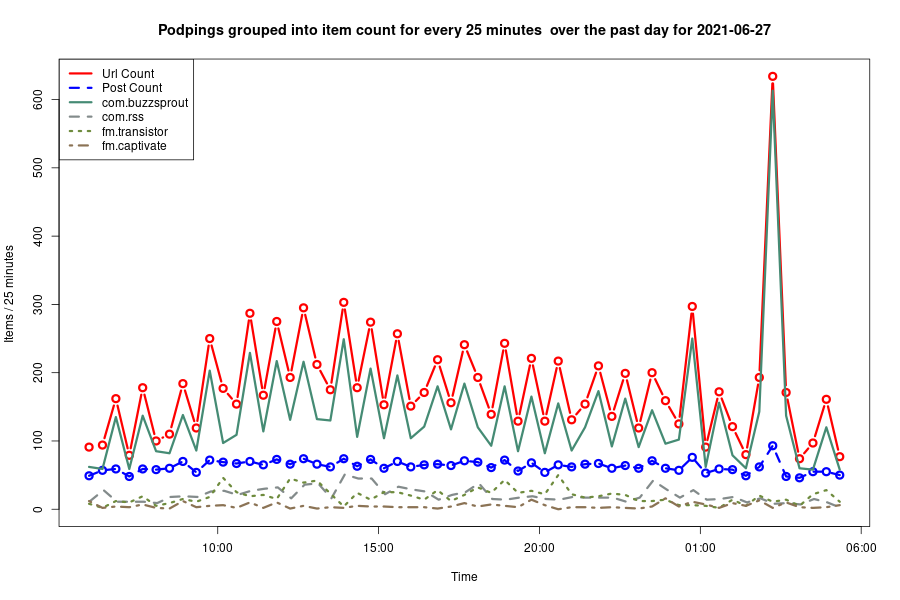 Podpings grouped into item count for every 25 minutes  over the past day for 2021-06-27
Url Count
Post Count
com.buzzsprout
com.rss
fm.transistor
fm.captivate
Items / 25 minutes
600
500
400
300
200
100
0
10:00
15:00
20:00
01:00
06:00
Time